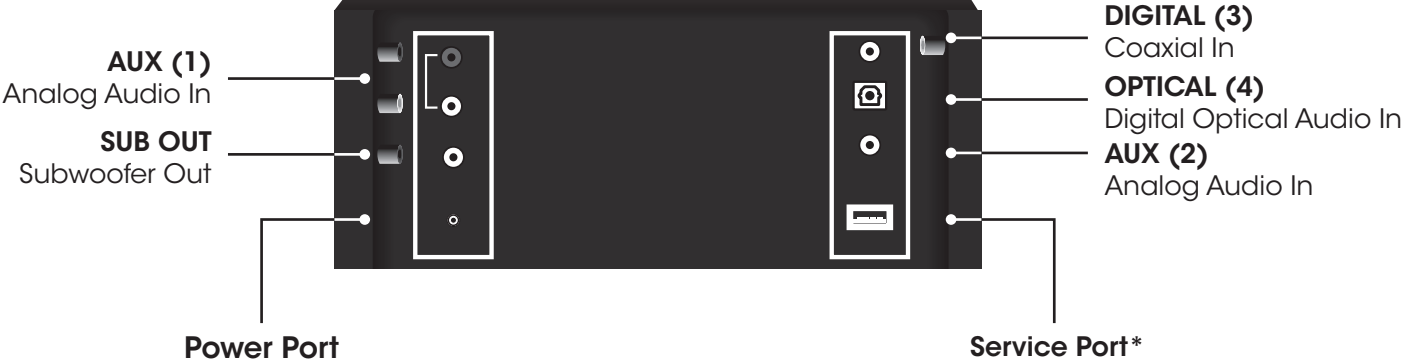 AUX (1)
Analog Audio In
SUB OUT
Subwoofer Out
Power Port
DIGITAL (3)
Coaxial In
OPTICAL (4)
Digital Optical Audio In
AUX (2)
Analog Audio In
Service Port*